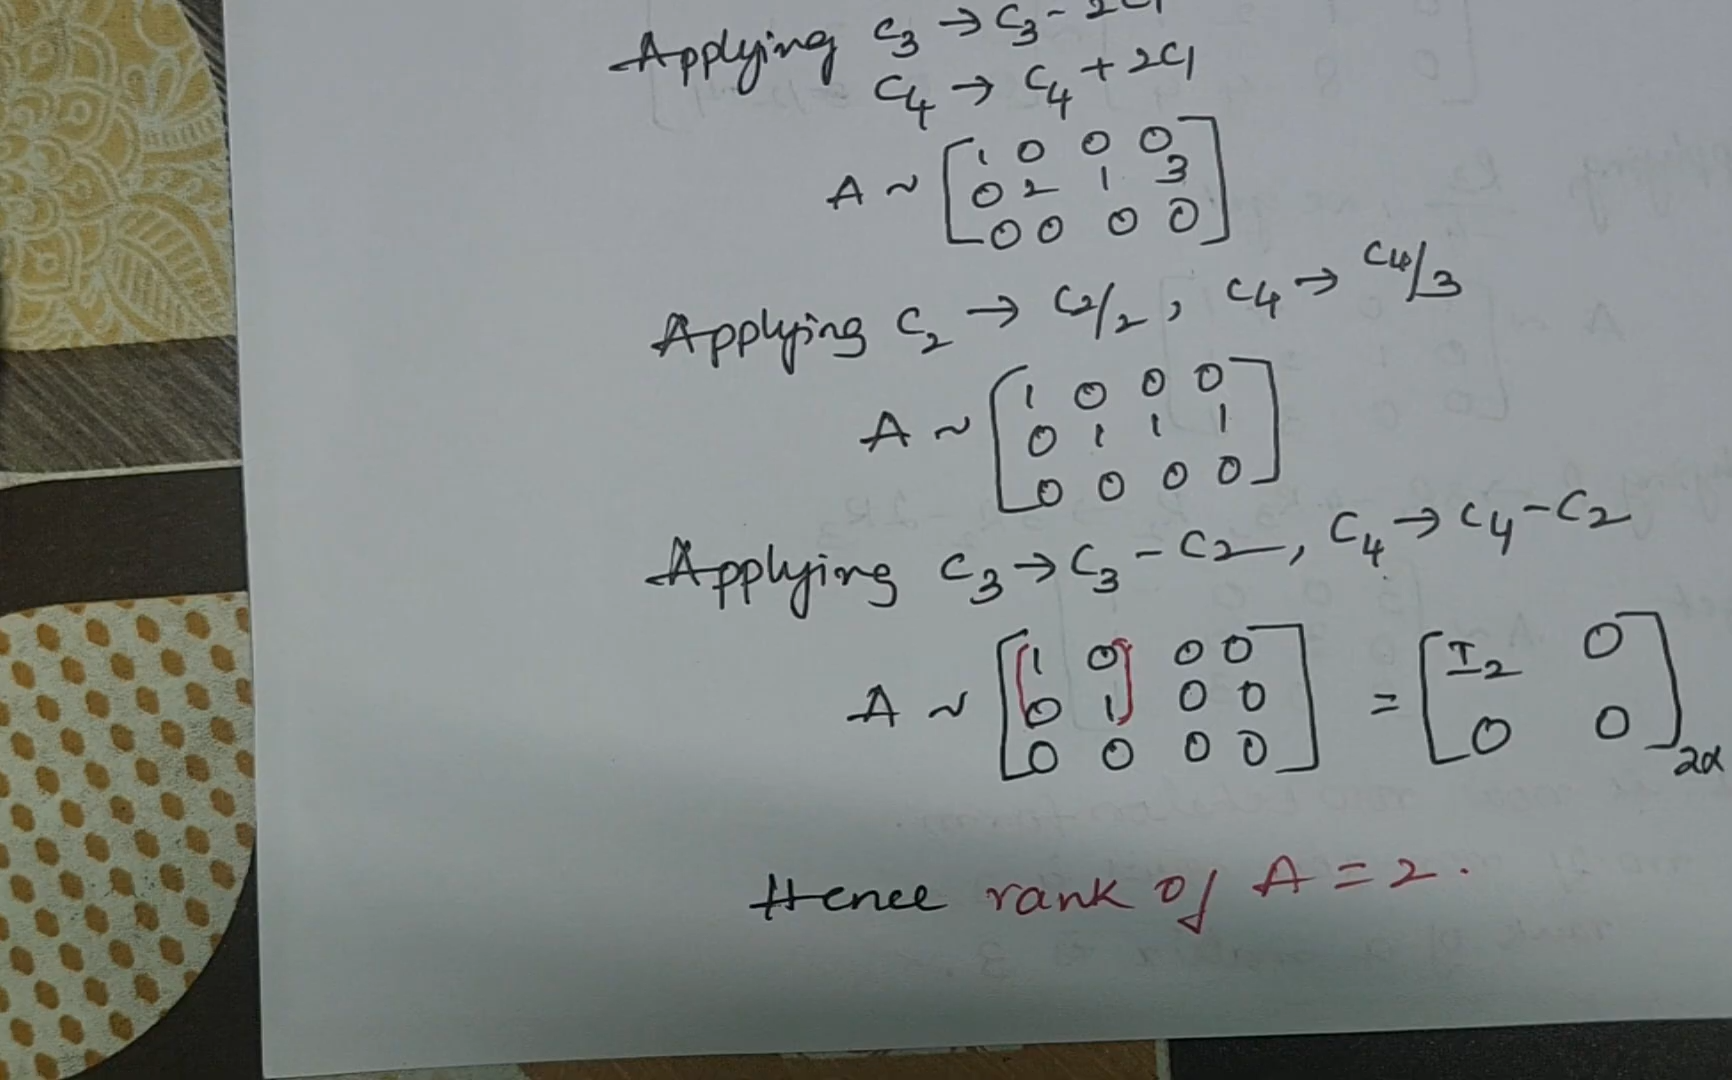 Applying C₃ → C₃ - 2C₁
C₄ → C₄ + 2C₁
A ~ [1 0 0 0
0 2 1 3
0 0 0 0]
Applying C₂ → C₂/2, C₄ → C₄/3
A ~ [1 0 0 0
0 1 1 1
0 0 0 0]
Applying C₃ → C₃ - C₂, C₄ → C₄ - C₂
A ~ [1 0 0 0
0 1 0 0
0 0 0 0] = [I₂ 0
0 0]
Hence rank of A = 2.